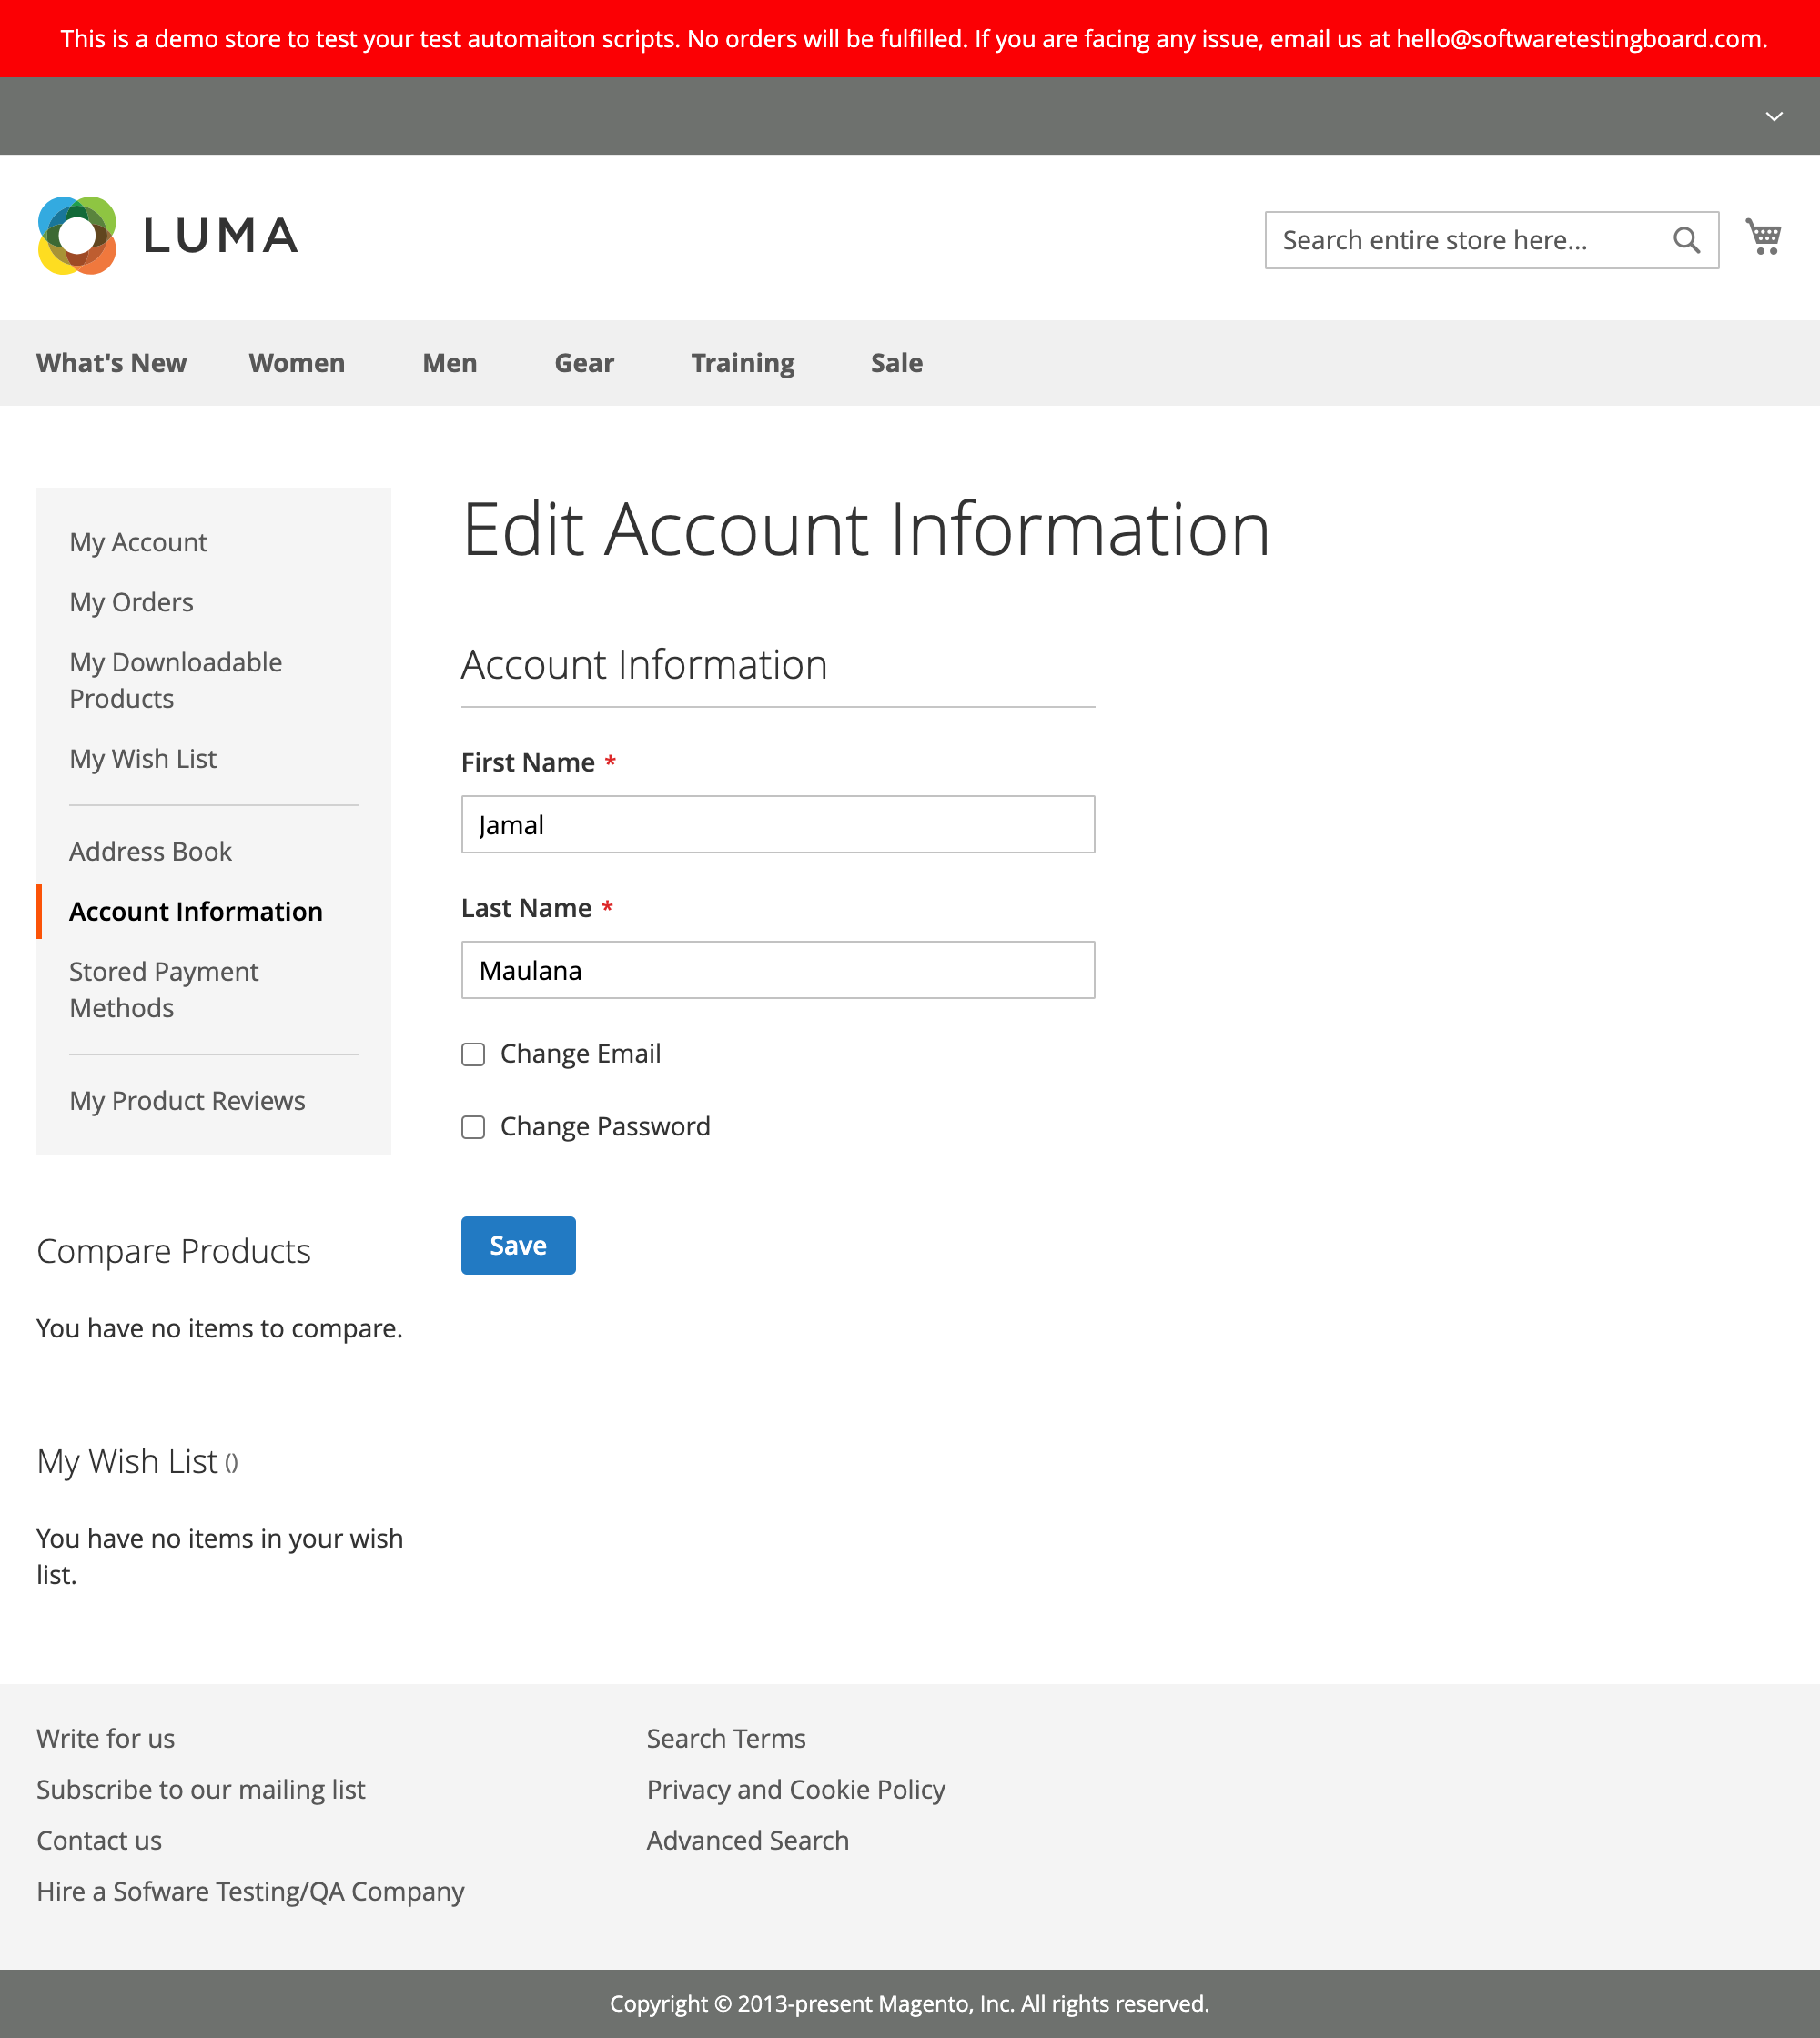 This is a demo store to test your test automaiton scripts. No orders will be fulfilled. If you are facing any issue, email us at hello@softwaretestingboard.com.
LUMA
Search entire store here...
What's New Women Men Gear Training Sale
My Account
My Orders
My Downloadable
Products
My Wish List
Address Book
Account Information
Stored Payment
Methods
My Product Reviews
Compare Products
You have no items to compare.
My Wish List ()
You have no items in your wish
list.
Edit Account Information
Account Information
First Name *
Jamal
Last Name *
Maulana
Change Email
Change Password
Save
Write for us
Subscribe to our mailing list
Contact us
Hire a Sofware Testing/QA Company
Search Terms
Privacy and Cookie Policy
Advanced Search
Copyright © 2013-present Magento, Inc. All rights reserved.